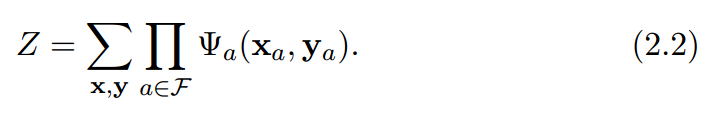 Z = ∑_{x,y} ∏_{a∈ℱ} Ψ_a(x_a, y_a). (2.2)